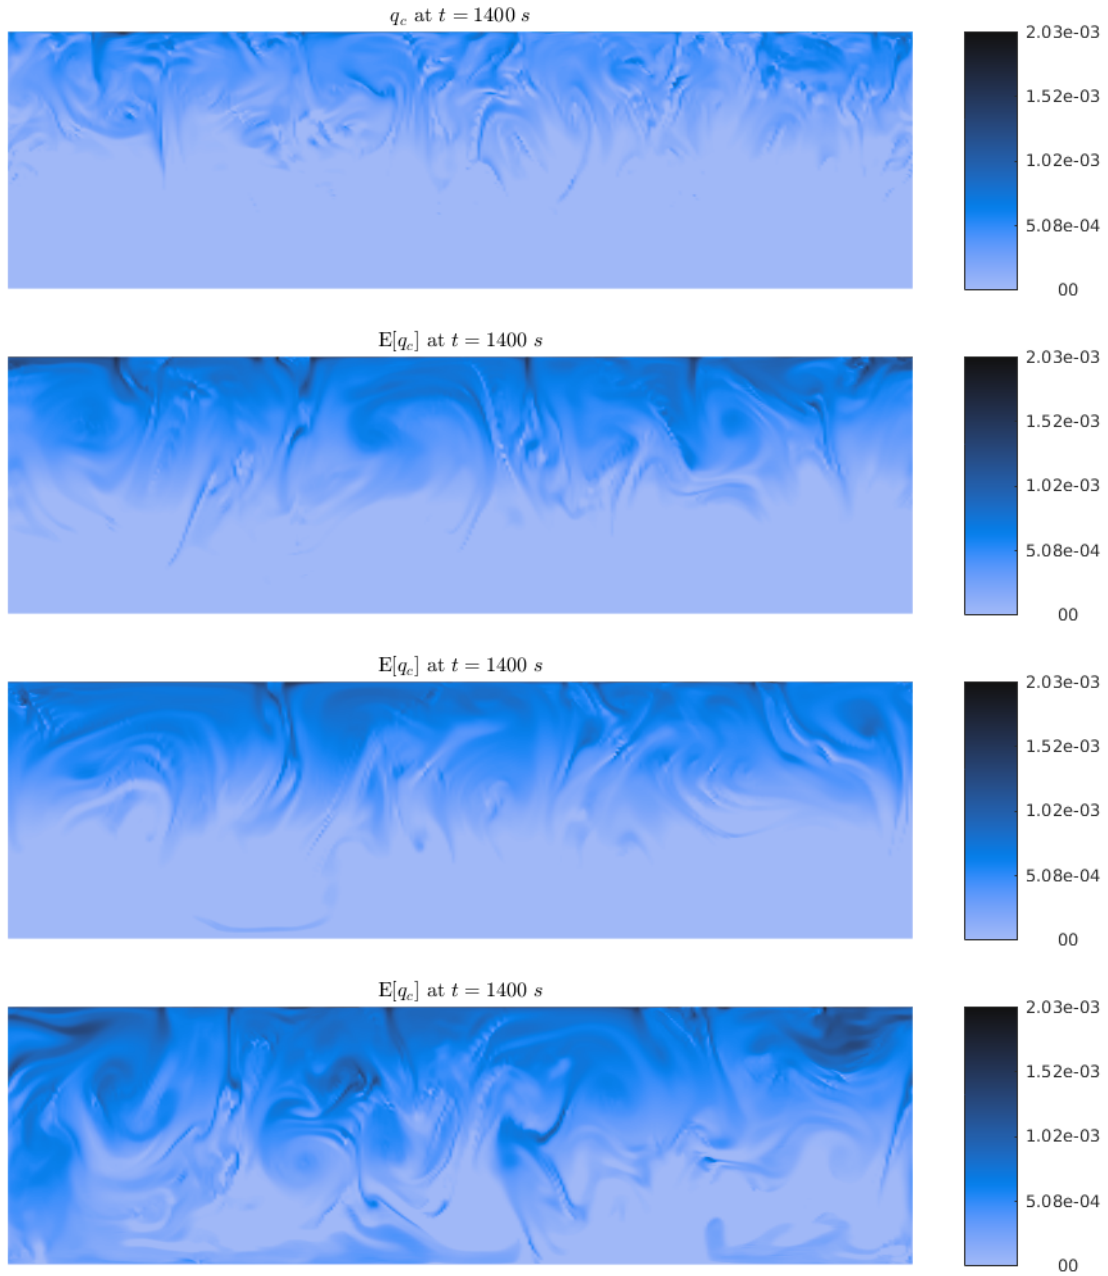 q_c at t = 1400 s
2.03e-03
1.52e-03
1.02e-03
5.08e-04
00
E[q_c] at t = 1400 s
2.03e-03
1.52e-03
1.02e-03
5.08e-04
00
E[q_c] at t = 1400 s
2.03e-03
1.52e-03
1.02e-03
5.08e-04
00
E[q_c] at t = 1400 s
2.03e-03
1.52e-03
1.02e-03
5.08e-04
00